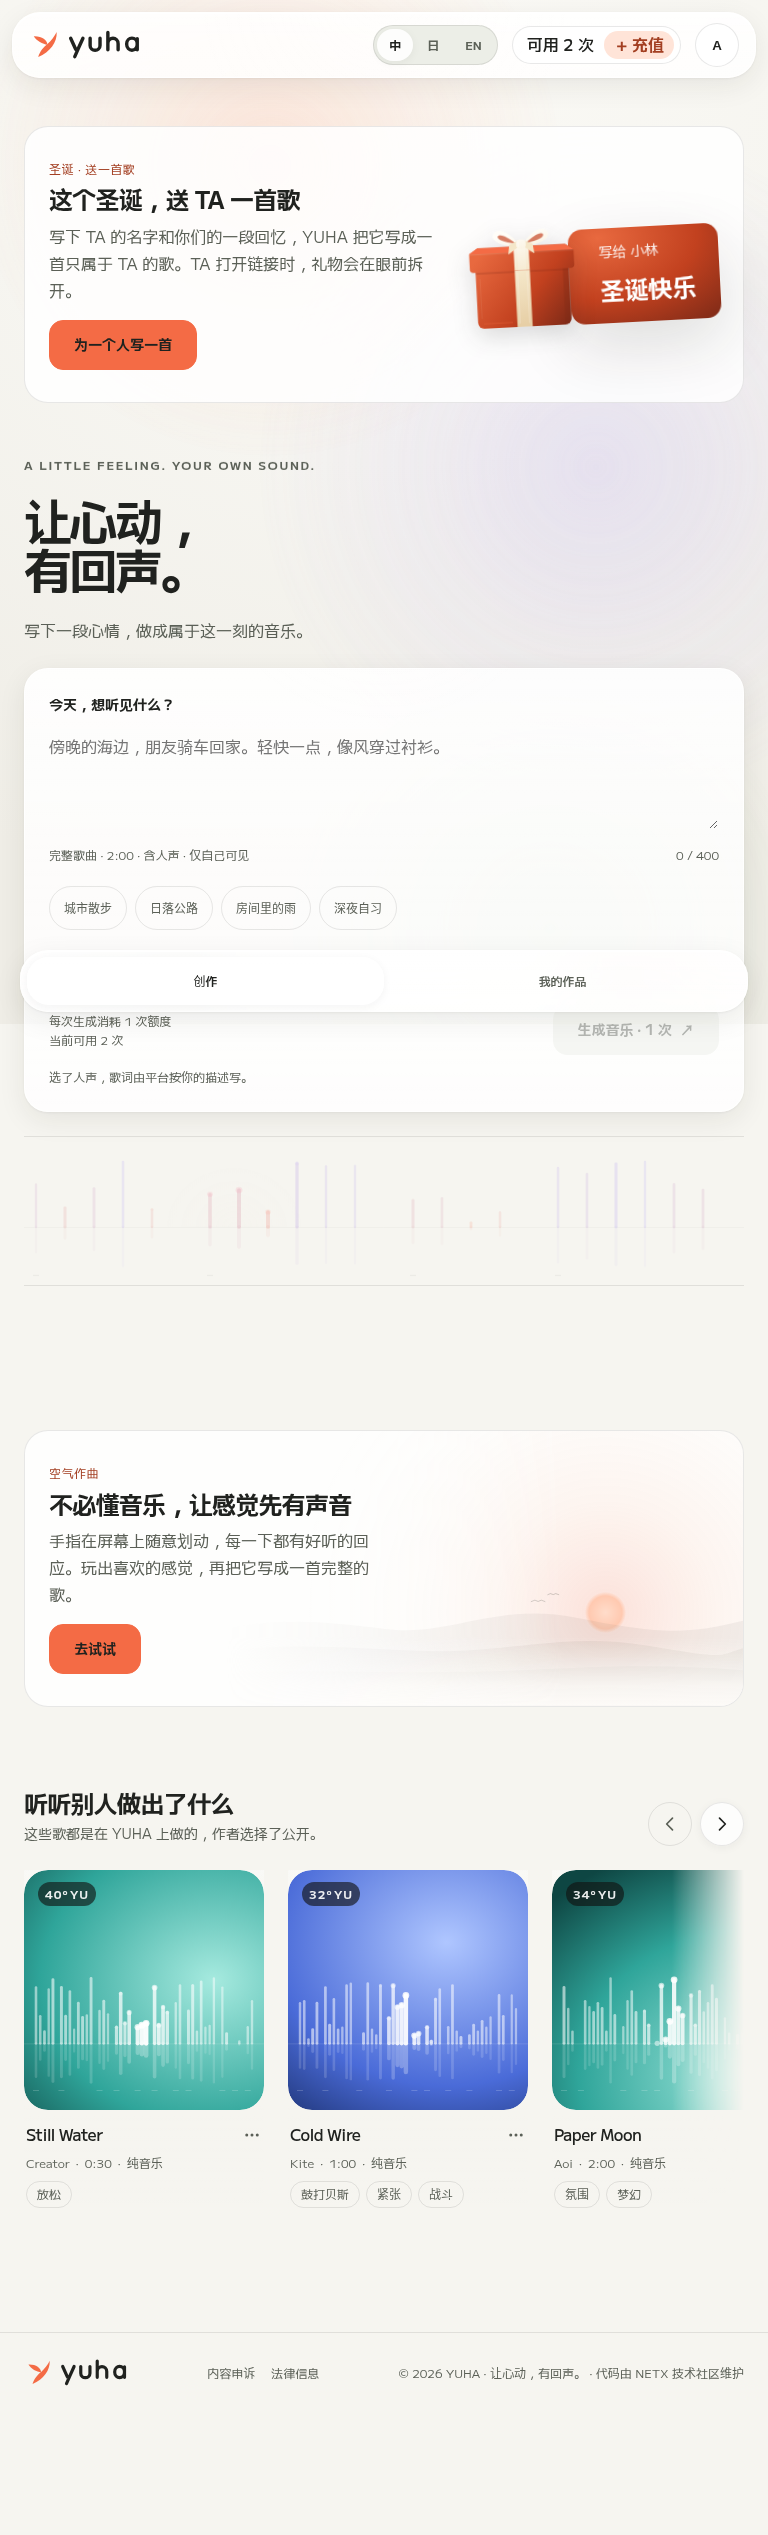 yuha
中 日 EN
可用 2 次 + 充值
A
圣诞 · 送一首歌
这个圣诞，送 TA 一首歌
写下 TA 的名字和你们的一段回忆，YUHA 把它写成一
首只属于 TA 的歌。TA 打开链接时，礼物会在眼前拆
开。
为一个人写一首
写给 小林
圣诞快乐
A LITTLE FEELING. YOUR OWN SOUND.
让心动，
有回声。
写下一段心情，做成属于这一刻的音乐。
今天，想听见什么？
傍晚的海边，朋友骑车回家。轻快一点，像风穿过衬衫。
完整歌曲 · 2:00 · 含人声 · 仅自己可见
0 / 400
城市散步 日落公路 房间里的雨 深夜自习
创作 我的作品
每次生成消耗 1 次额度
当前可用 2 次
生成音乐 · 1 次 ↗
选了人声，歌词由平台按你的描述写。
空气作曲
不必懂音乐，让感觉先有声音
手指在屏幕上随意划动，每一下都有好听的回
应。玩出喜欢的感觉，再把它写成一首完整的
歌。
去试试
听听别人做出了什么
这些歌都是在 YUHA 上做的，作者选择了公开。
40°YU
32°YU
34°YU
Still Water
Creator · 0:30 · 纯音乐
放松
Cold Wire
Kite · 1:00 · 纯音乐
鼓打贝斯 紧张 战斗
Paper Moon
Aoi · 2:00 · 纯音乐
氛围 梦幻
yuha
内容申诉 法律信息
© 2026 YUHA · 让心动，有回声。 · 代码由 NETX 技术社区维护